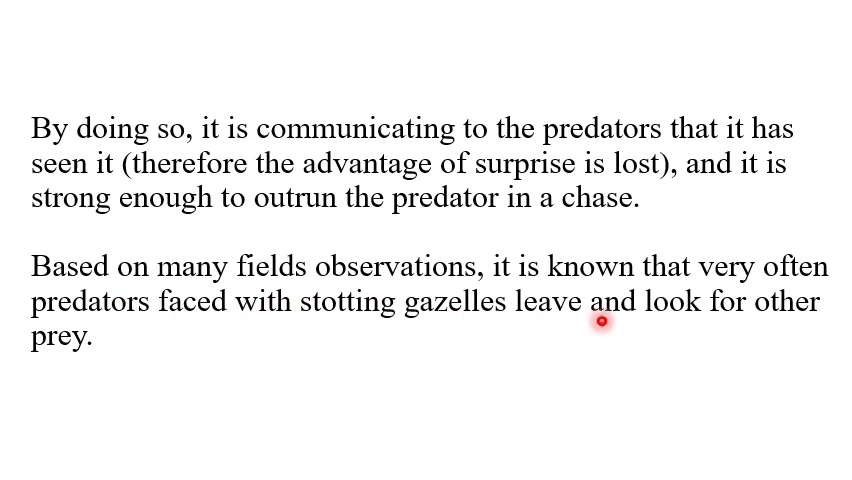 By doing so, it is communicating to the predators that it has
seen it (therefore the advantage of surprise is lost), and it is
strong enough to outrun the predator in a chase.
Based on many fields observations, it is known that very often
predators faced with stotting gazelles leave and look for other
prey.